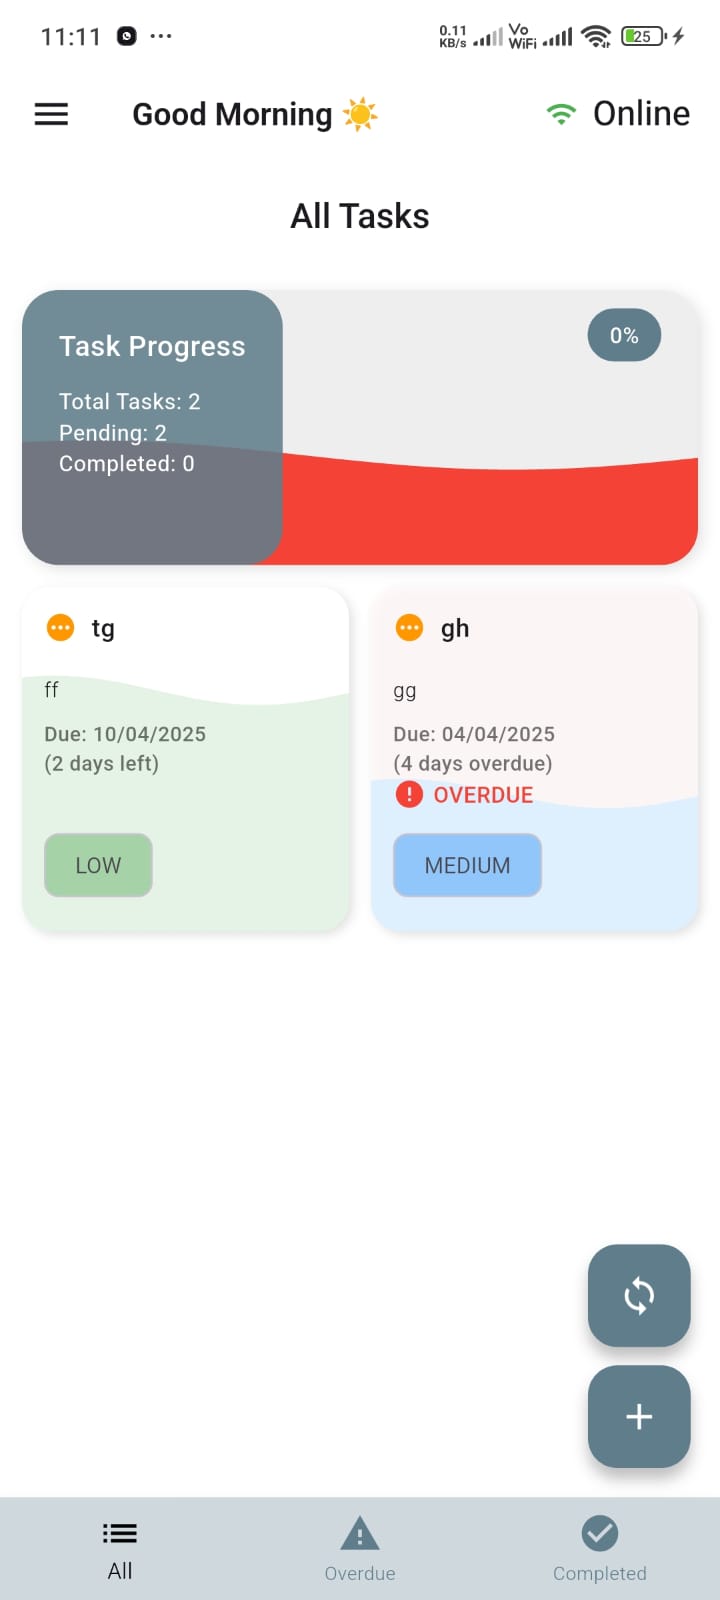 11:11 ... 0.11 KB/s Vo WiFi 25
Good Morning ☀️ Online
All Tasks
Task Progress
0%
Total Tasks: 2
Pending: 2
Completed: 0
tg
ff
Due: 10/04/2025
(2 days left)
LOW
gh
gg
Due: 04/04/2025
(4 days overdue)
OVERDUE
MEDIUM
All
Overdue
Completed